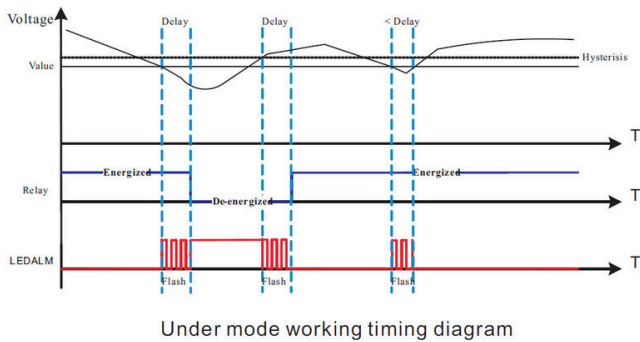 Voltage
Delay
Delay
< Delay
Hysterisis
Value
T
Energized
Energized
Relay
De-energized
T
LEDALM
T
Flash
Flash
Flash
Under mode working timing diagram